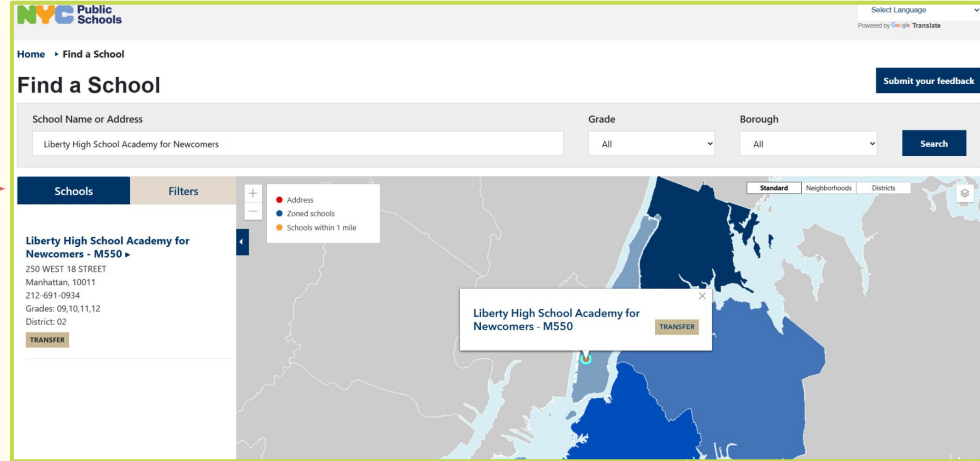 NYC Public Schools
Select Language
Powered by Google Translate
Home ▸ Find a School
Find a School
Submit your feedback
School Name or Address
Grade
Borough
Liberty High School Academy for Newcomers
All
All
Search
Schools
Filters
Liberty High School Academy for
Newcomers - M550 ▸
250 WEST 18 STREET
Manhattan, 10011
212-691-0934
Grades: 09,10,11,12
District: 02
TRANSFER
Address
Zoned schools
Schools within 1 mile
Standard
Neighborhoods
Districts
Liberty High School Academy for
Newcomers - M550
TRANSFER